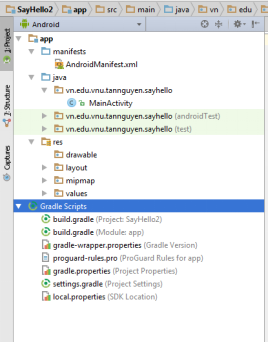 SayHello2 app src main java vn edu
Android
app
manifests
AndroidManifest.xml
java
vn.edu.vnu.tannguyen.sayhello
MainActivity
vn.edu.vnu.tannguyen.sayhello (androidTest)
vn.edu.vnu.tannguyen.sayhello (test)
res
drawable
layout
mipmap
values
Gradle Scripts
build.gradle (Project: SayHello2)
build.gradle (Module: app)
gradle-wrapper.properties (Gradle Version)
proguard-rules.pro (ProGuard Rules for app)
gradle.properties (Project Properties)
settings.gradle (Project Settings)
local.properties (SDK Location)
1: Project
Z: Structure
Captures